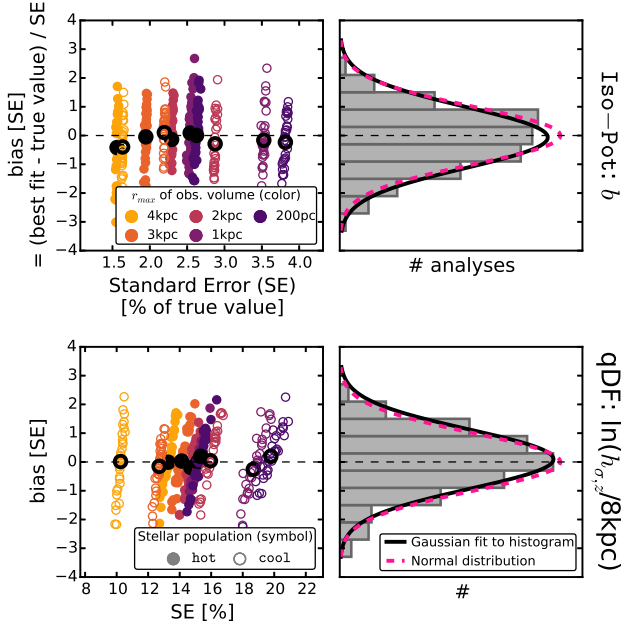 bias [SE]
= (best fit - true value) / SE
4
3
2
1
0
−1
−2
−3
−4
r_max of obs. volume (color)
4kpc 2kpc 200pc
3kpc 1kpc
1.5 2.0 2.5 3.0 3.5 4.0
Standard Error (SE)
[% of true value]
# analyses
Iso−Pot: b
bias [SE]
4
3
2
1
0
−1
−2
−3
−4
Stellar population (symbol)
hot cool
8 10 12 14 16 18 20 22
SE [%]
Gaussian fit to histogram
Normal distribution
#
qDF: ln(h_σ,z/8kpc)